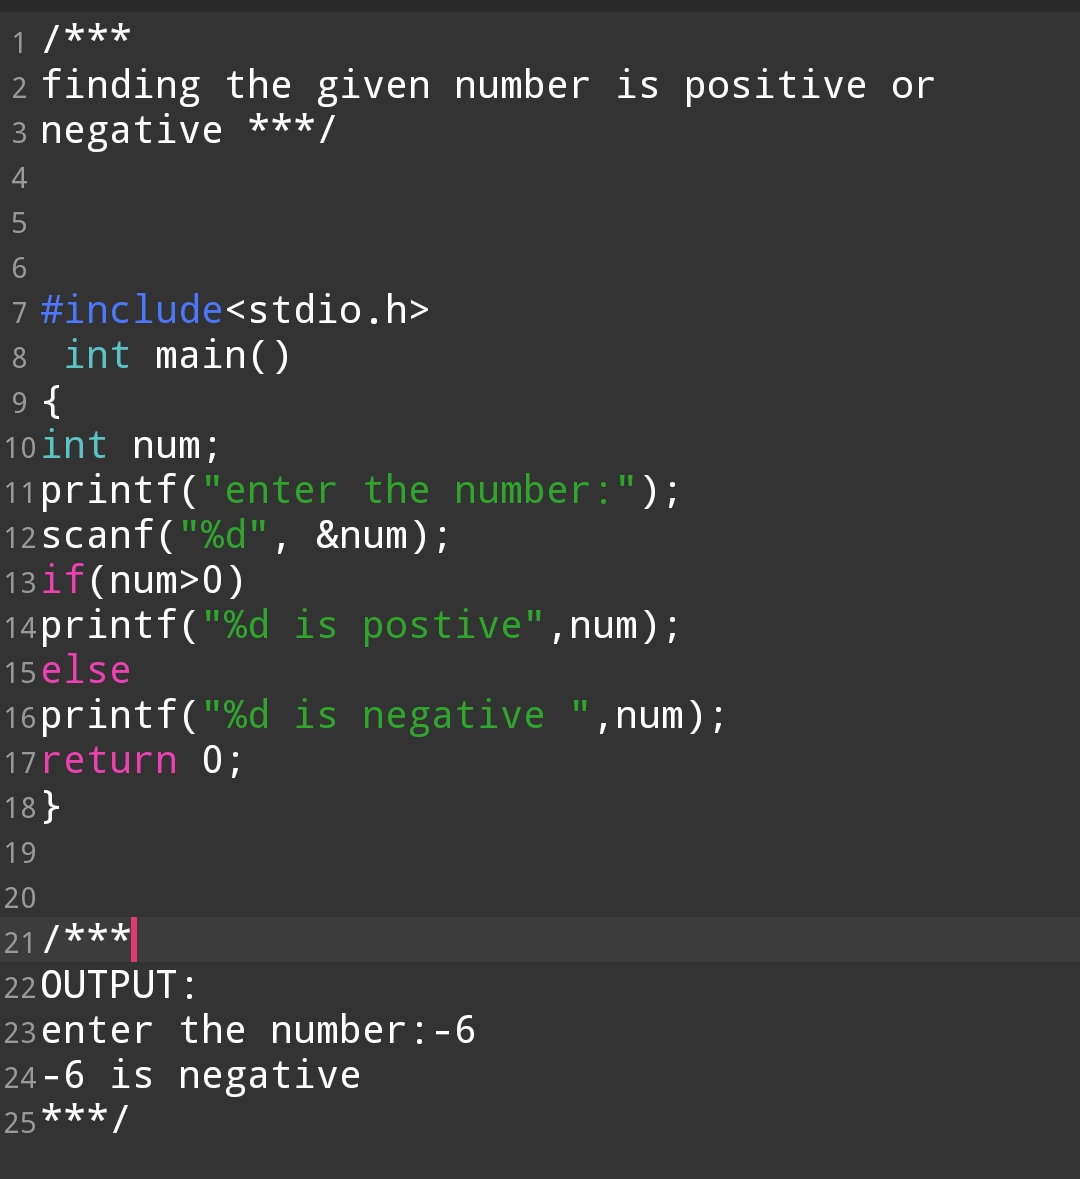 1 /***
2 finding the given number is positive or
3 negative ***/
4
5
6
7 #include<stdio.h>
8  int main()
9 {
10 int num;
11 printf("enter the number:");
12 scanf("%d", &num);
13 if(num>0)
14 printf("%d is postive",num);
15 else
16 printf("%d is negative ",num);
17 return 0;
18 }
19
20
21 /***
22 OUTPUT:
23 enter the number:-6
24 -6 is negative
25 ***/